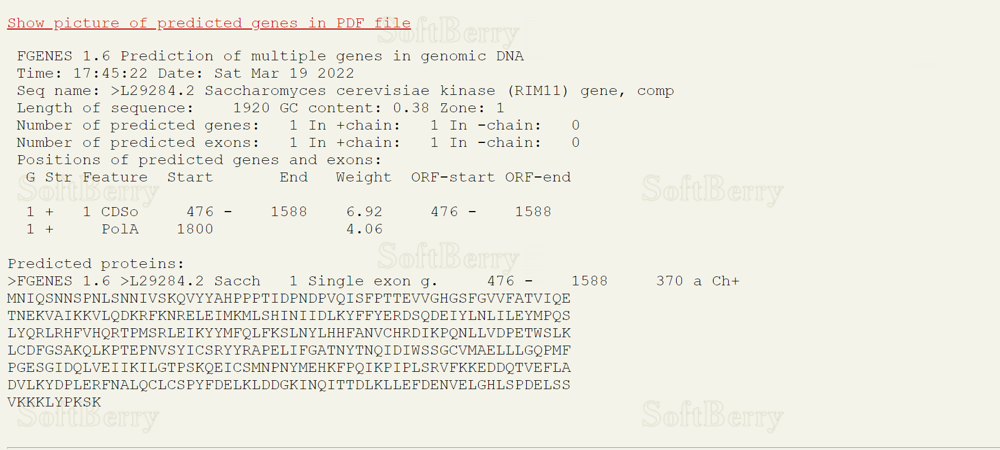 Show picture of predicted genes in PDF file
FGENES 1.6 Prediction of multiple genes in genomic DNA
Time: 17:45:22 Date: Sat Mar 19 2022
Seq name: >L29284.2 Saccharomyces cerevisiae kinase (RIM11) gene, comp
Length of sequence: 1920 GC content: 0.38 Zone: 1
Number of predicted genes: 1 In +chain: 1 In -chain: 0
Number of predicted exons: 1 In +chain: 1 In -chain: 0
Positions of predicted genes and exons:
G Str Feature Start End Weight ORF-start ORF-end
1 + 1 CDSo 476 - 1588 6.92 476 - 1588
1 + PolA 1800 4.06
Predicted proteins:
>FGENES 1.6 >L29284.2 Sacch 1 Single exon g. 476 - 1588 370 a Ch+
MNIQSNNSPNLSNNIVSKQVYYAHPPPTIDPNDPVQISFPTTEVVGHGSFGVVFATVIQE
TNEKVAIKKVLQDKRFKNRELEIMKMLSHINIIDLKYFFYERDSQDEIYLNLILEYMPQS
LYQRLRHFVHQRTPMSRLEIKYYMFQLFKSLNYLHHFANVCHRDIKPQNLLVDPETWSLK
LCDFGSAKQLKPTEPNVSYICSRYYRAPELIFGATNYTNQIDIWSSGCVMAELLLGQPMF
PGESGIDQLVEIIKILGTPSKQEICSMNPNYMEHKFPQIKPIPLSRVFKKEDDQTVEFLA
DVLKYDPLERFNALQCLCSPYFDELKLDDGKINQITTDLKLLEFDENVELGHLSPDELSS
VKKKLYPKSK
SoftBerry
SoftBerry
SoftBerry
SoftBerry
SoftBerry
SoftBerry